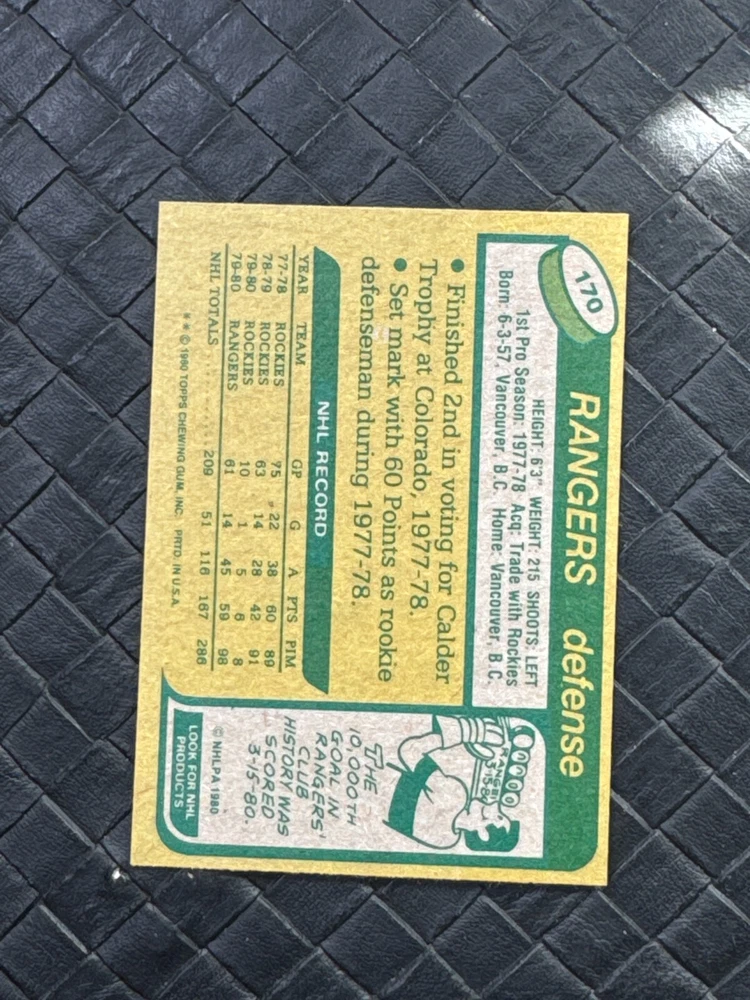 170
RANGERS defense
HEIGHT: 6'3" WEIGHT: 215 SHOOTS: LEFT
1st Pro Season: 1977-78 Acq: Trade with Rockies
Born: 6-3-57, Vancouver, B.C. Home: Vancouver, B.C.
• Finished 2nd in voting for Calder
Trophy at Colorado, 1977-78.
• Set mark with 60 Points as rookie
defenseman during 1977-78.
NHL RECORD
YEAR TEAM GP G A PTS PIM
77-78 ROCKIES 75 22 38 60 89
78-79 ROCKIES 63 14 28 42 91
79-80 ROCKIES 10 1 5 6 8
79-80 RANGERS 61 14 45 59 98
NHL TOTALS 209 51 116 167 286
* * © 1980 TOPPS CHEWING GUM, INC. PRTD. IN U.S.A.
RANGERS
3-15-80
THE
10,000TH
GOAL IN
RANGERS'
CLUB
HISTORY WAS
SCORED
3-15-80.
© NHLPA 1980
LOOK FOR NHL
PRODUCTS